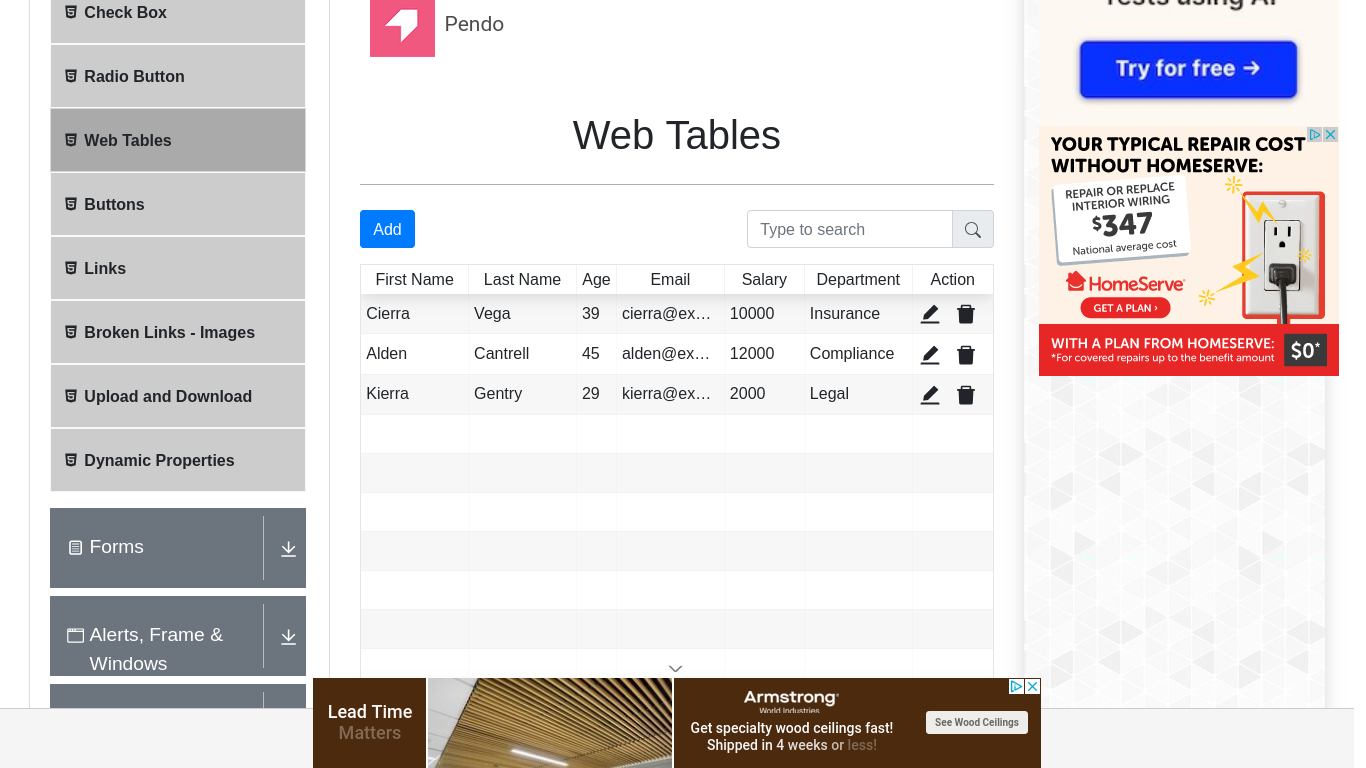 Check Box
Radio Button
Web Tables
Buttons
Links
Broken Links - Images
Upload and Download
Dynamic Properties
Forms
Alerts, Frame &
Windows
Pendo
Web Tables
Add
Type to search
First Name Last Name Age Email Salary Department Action
Cierra Vega 39 cierra@ex… 10000 Insurance
Alden Cantrell 45 alden@ex… 12000 Compliance
Kierra Gentry 29 kierra@ex… 2000 Legal
Try for free →
YOUR TYPICAL REPAIR COST
WITHOUT HOMESERVE:
REPAIR OR REPLACE
INTERIOR WIRING
$347
National average cost
HomeServe
GET A PLAN ›
WITH A PLAN FROM HOMESERVE:
*For covered repairs up to the benefit amount
$0*
Lead Time
Matters
Armstrong
World Industries
Get specialty wood ceilings fast!
Shipped in 4 weeks or less!
See Wood Ceilings